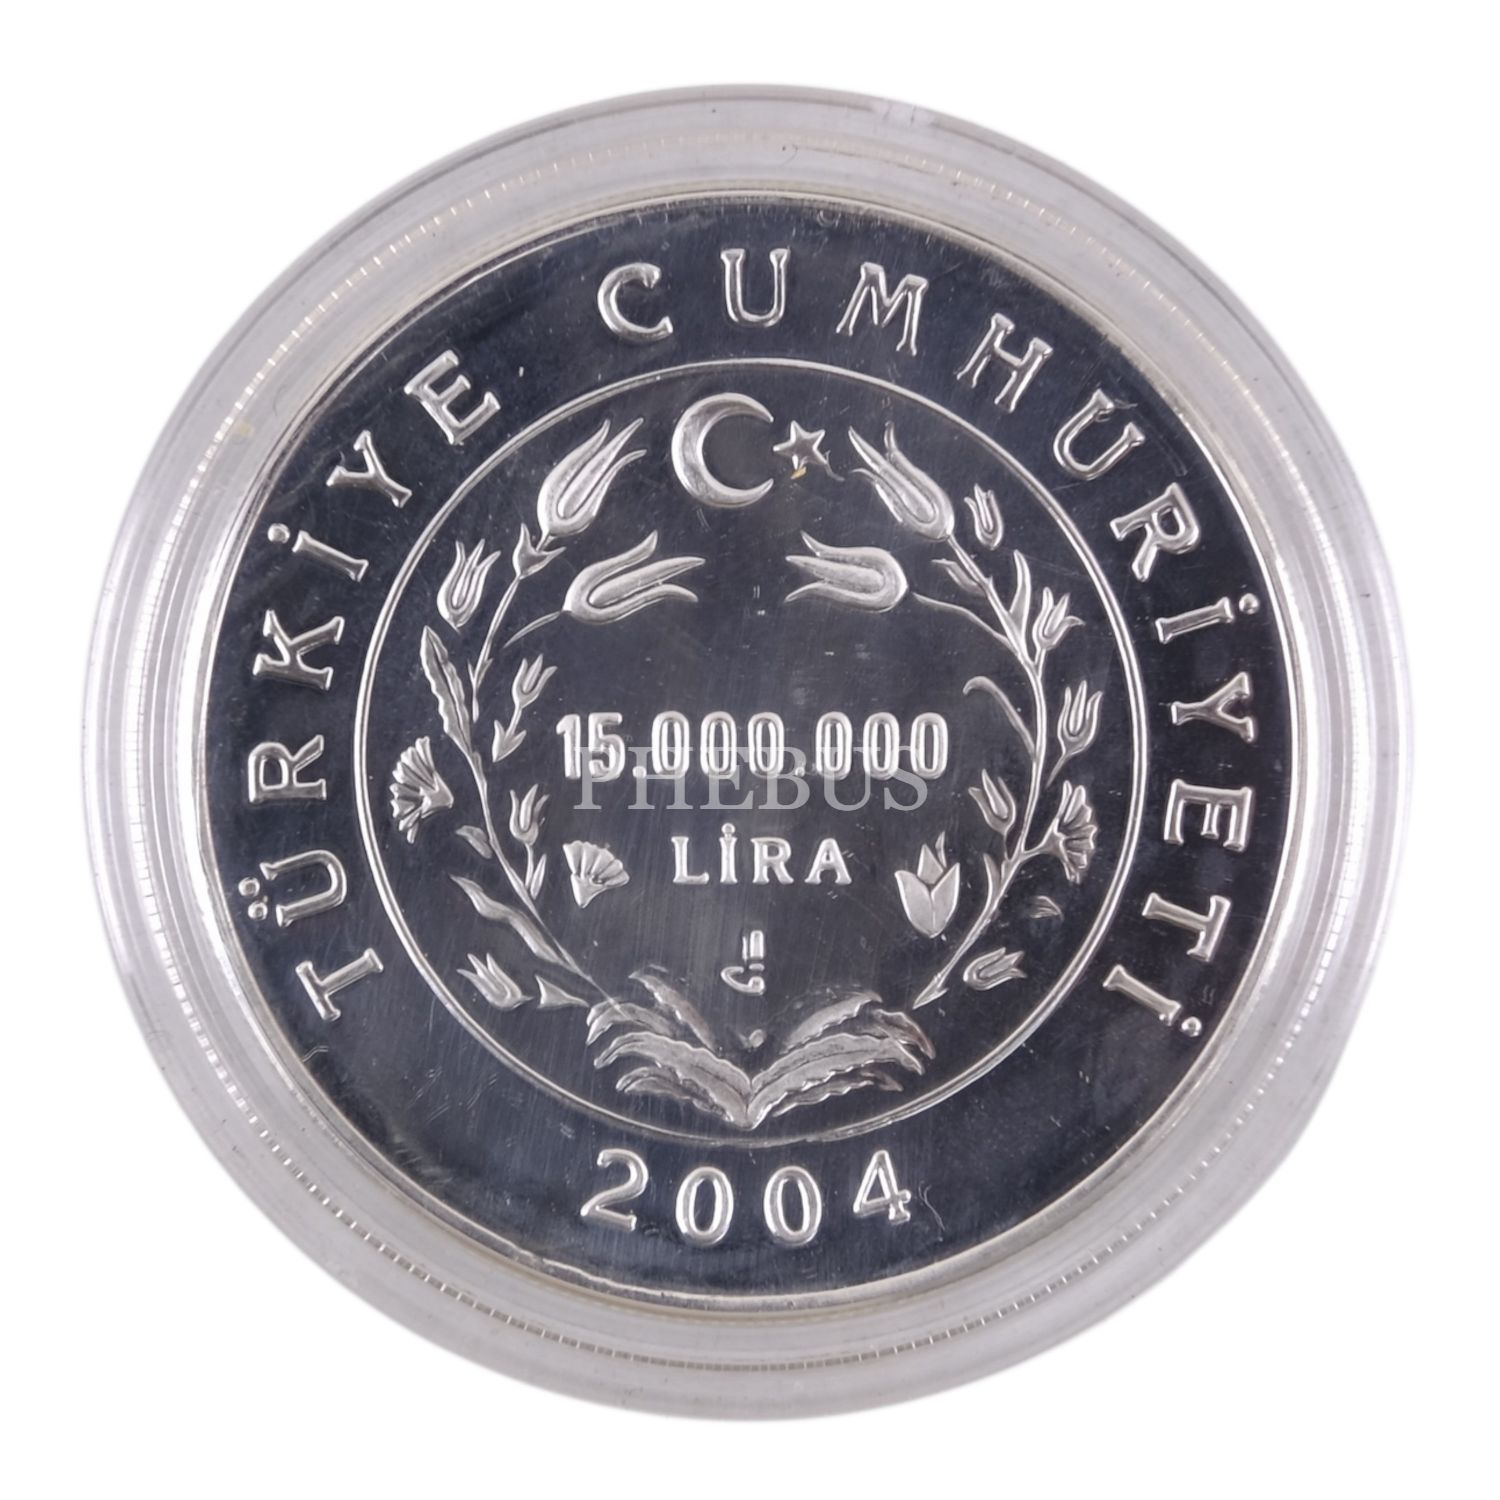 TÜRKİYE CUMHURİYETİ
15.000.000
LİRA
2004
PHEBUS